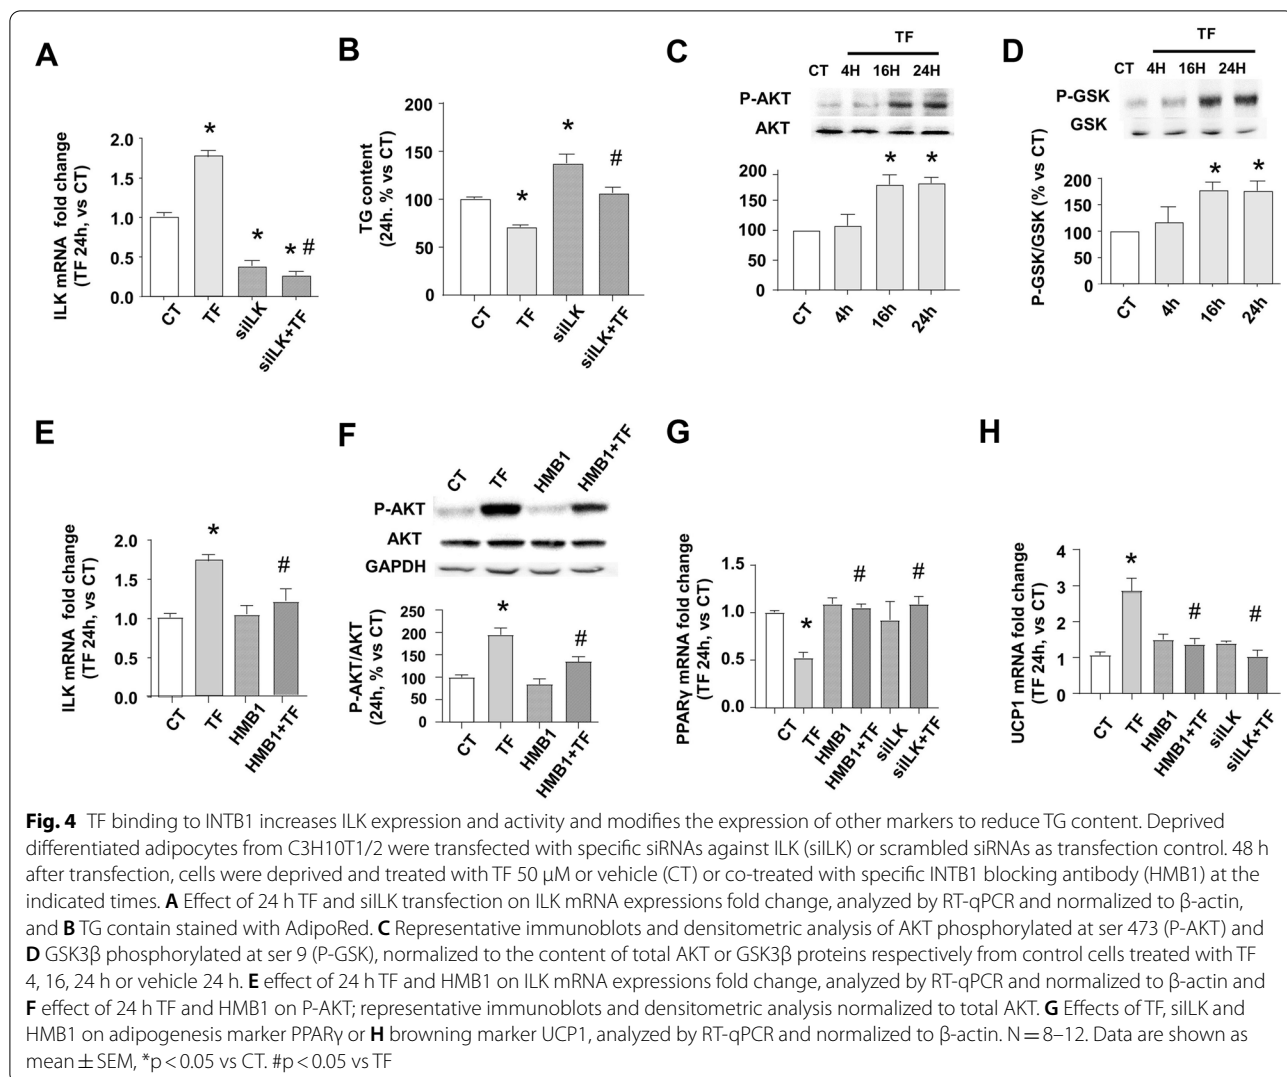 A
ILK mRNA fold change
(TF 24h, vs CT)
2.0
1.5
1.0
0.5
0.0
*
*
* #
CT
TF
siILK
siILK+TF
B
TG content
(24h. % vs CT)
200
150
100
50
0
*
*
#
CT
TF
siILK
siILK+TF
C
TF
CT 4H 16H 24H
P-AKT
AKT
200
150
100
50
0
*
*
CT
4h
16h
24h
D
TF
CT 4H 16H 24H
P-GSK
GSK
P-GSK/GSK (% vs CT)
200
150
100
50
0
*
*
CT
4h
16h
24h
E
ILK mRNA fold change
(TF 24h, vs CT)
2.0
1.5
1.0
0.5
0.0
*
#
CT
TF
HMB1
HMB1+TF
F
CT
TF
HMB1
HMB1+TF
P-AKT
AKT
GAPDH
P-AKT/AKT
(24h, % vs CT)
250
200
150
100
50
0
*
#
CT
TF
HMB1
HMB1+TF
G
PPARγ mRNA fold change
(TF 24h, vs CT)
1.5
1.0
0.5
0.0
*
#
#
CT
TF
HMB1
HMB1+TF
siILK
siILK+TF
H
UCP1 mRNA fold change
(TF 24h, vs CT)
4
3
2
1
0
*
#
#
CT
TF
HMB1
HMB1+TF
siILK
siILK+TF
Fig. 4 TF binding to INTB1 increases ILK expression and activity and modifies the expression of other markers to reduce TG content. Deprived
differentiated adipocytes from C3H10T1/2 were transfected with specific siRNAs against ILK (siILK) or scrambled siRNAs as transfection control. 48 h
after transfection, cells were deprived and treated with TF 50 μM or vehicle (CT) or co-treated with specific INTB1 blocking antibody (HMB1) at the
indicated times. A Effect of 24 h TF and siILK transfection on ILK mRNA expressions fold change, analyzed by RT-qPCR and normalized to β-actin,
and B TG contain stained with AdipoRed. C Representative immunoblots and densitometric analysis of AKT phosphorylated at ser 473 (P-AKT) and
D GSK3β phosphorylated at ser 9 (P-GSK), normalized to the content of total AKT or GSK3β proteins respectively from control cells treated with TF
4, 16, 24 h or vehicle 24 h. E effect of 24 h TF and HMB1 on ILK mRNA expressions fold change, analyzed by RT-qPCR and normalized to β-actin and
F effect of 24 h TF and HMB1 on P-AKT; representative immunoblots and densitometric analysis normalized to total AKT. G Effects of TF, siILK and
HMB1 on adipogenesis marker PPARγ or H browning marker UCP1, analyzed by RT-qPCR and normalized to β-actin. N = 8–12. Data are shown as
mean ± SEM, *p < 0.05 vs CT. #p < 0.05 vs TF